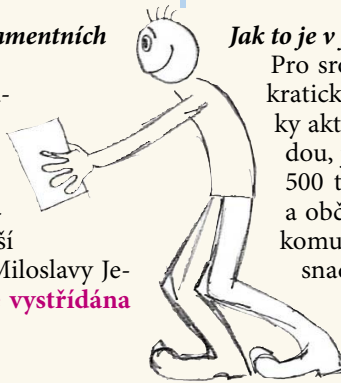 amentních
-
-
ší
Miloslavy Je-
vystřídána
Jak to je v j
Pro sro
kratick
ky akt
dou, j
500 t
a obč
komu
snad